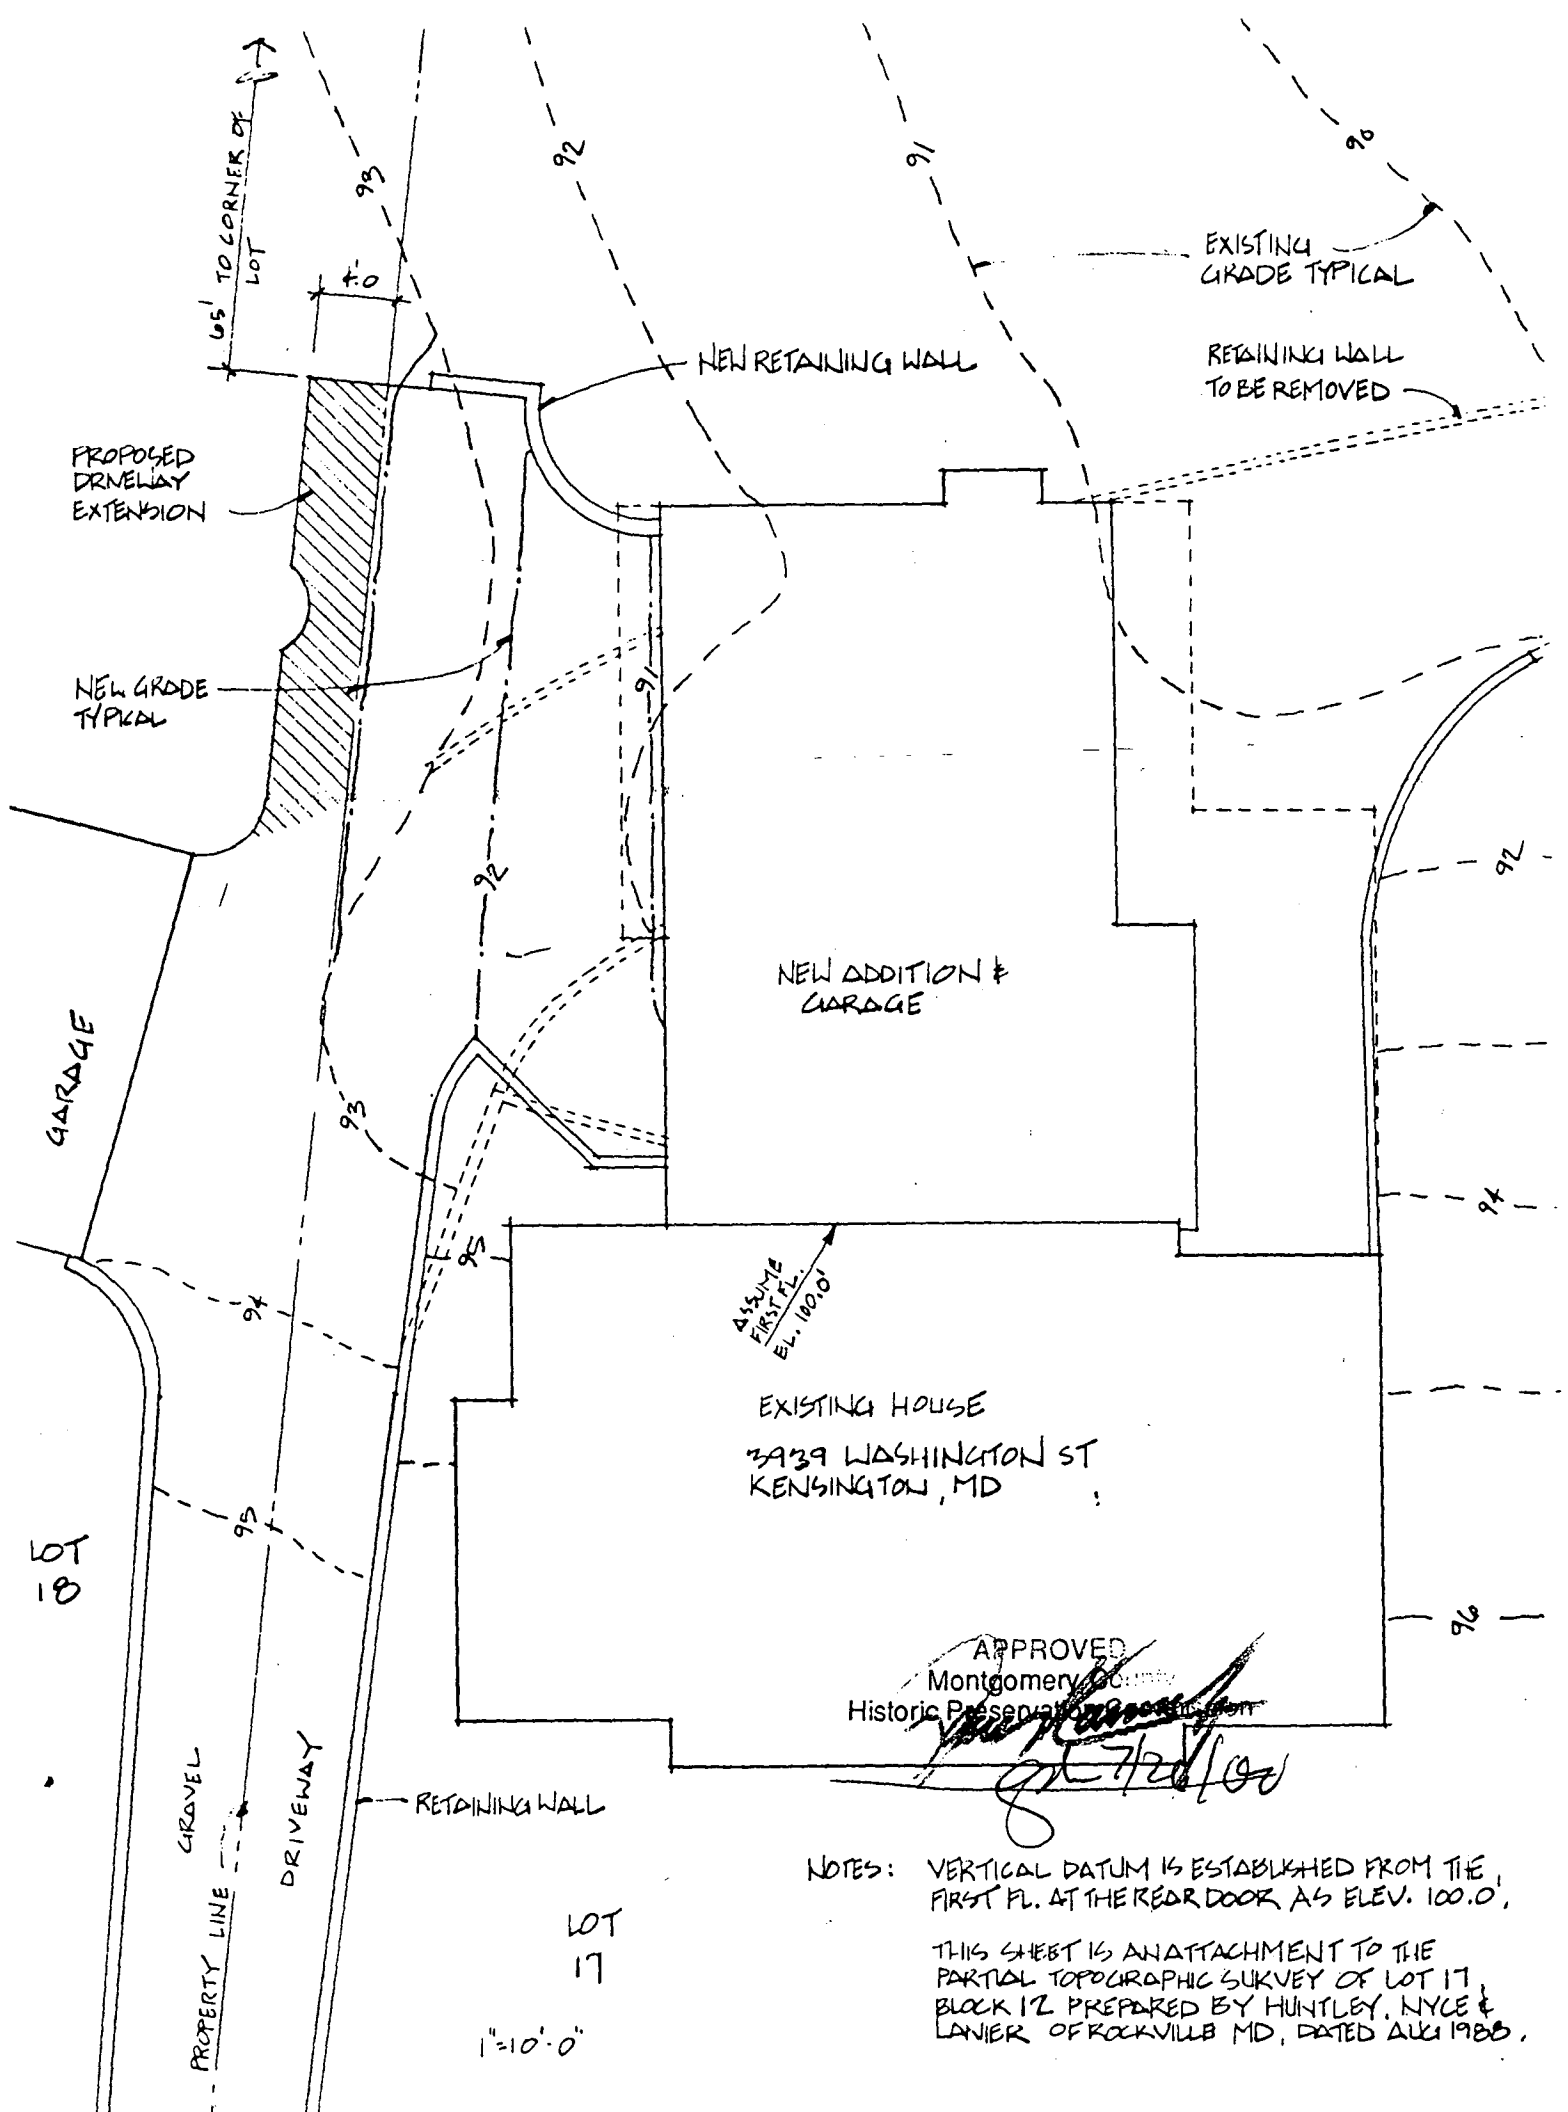 65' TO CORNER OF
LOT
4'.0
93
92
91
90
EXISTING
GRADE TYPICAL
NEW RETAINING WALL
RETAINING WALL
TO BE REMOVED
PROPOSED
DRIVEWAY
EXTENSION
NEW GRADE
TYPICAL
91
92
92
NEW ADDITION &
GARAGE
GARAGE
93
94
95
94
ASSUME
FIRST FL.
EL. 100.0'
EXISTING HOUSE
3939 WASHINGTON ST
KENSINGTON, MD
95
LOT
18
96
APPROVED
Montgomery County
Historic Preservation Commission
GRAVEL
DRIVEWAY
PROPERTY LINE
RETAINING WALL
LOT
17
1"=10'-0"
NOTES: VERTICAL DATUM IS ESTABLISHED FROM THE
FIRST FL. AT THE REAR DOOR AS ELEV. 100.0'.
THIS SHEET IS AN ATTACHMENT TO THE
PARTIAL TOPOGRAPHIC SURVEY OF LOT 17,
BLOCK 12 PREPARED BY HUNTLEY, NYCE &
LANIER OF ROCKVILLE MD, DATED AUG 1988.